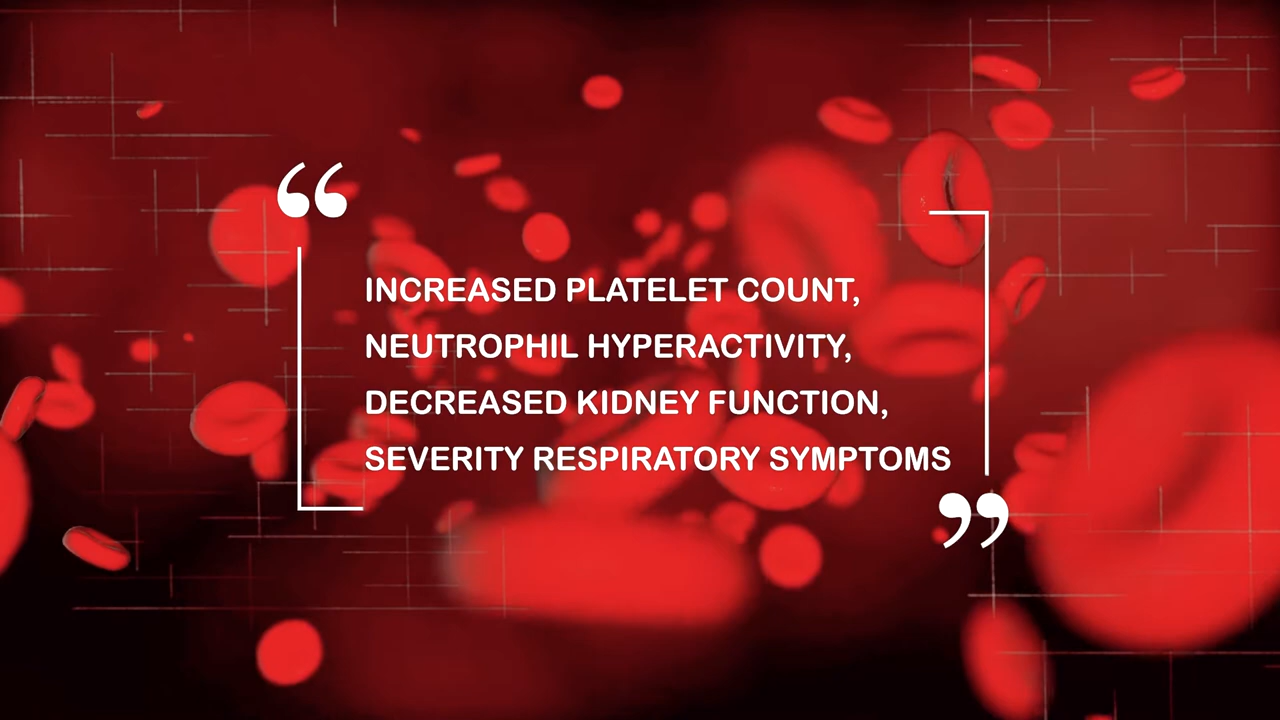 “
INCREASED PLATELET COUNT,
NEUTROPHIL HYPERACTIVITY,
DECREASED KIDNEY FUNCTION,
SEVERITY RESPIRATORY SYMPTOMS
”